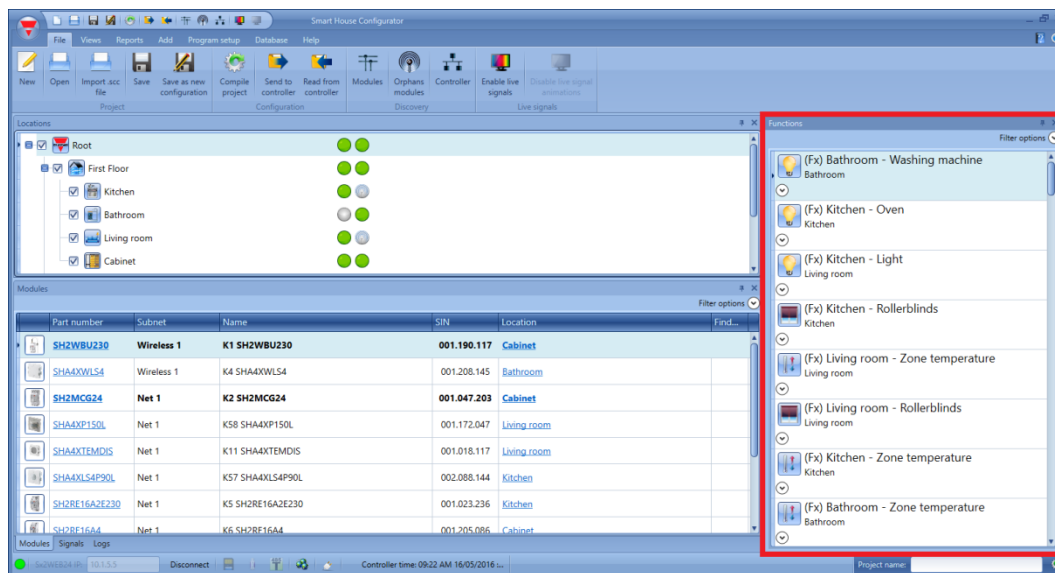 Smart House Configurator
File Views Reports Add Program setup Database Help
New Open Import .scc file Save Save as new configuration Compile project Send to controller Read from controller Modules Orphans modules Controller Enable live signals Disable live signal animations
Project Configuration Discovery Live signals
Locations
Root
First Floor
Kitchen
Bathroom
Living room
Cabinet
Modules
Filter options
Part number Subnet Name SIN Location Find...
SH2WBU230 Wireless 1 K1 SH2WBU230 001.190.117 Cabinet
SHA4XWLS4 Wireless 1 K4 SHA4XWLS4 001.208.145 Bathroom
SH2MCG24 Net 1 K2 SH2MCG24 001.047.203 Cabinet
SHA4XP150L Net 1 K58 SHA4XP150L 001.172.047 Living room
SHA4XTEMDIS Net 1 K11 SHA4XTEMDIS 001.018.117 Living room
SHA4XLS4P90L Net 1 K57 SHA4XLS4P90L 002.088.144 Kitchen
SH2RE16A2E230 Net 1 K5 SH2RE16A2E230 001.023.236 Kitchen
SH2RE16A4 Net 1 K6 SH2RE16A4 001.205.086 Cabinet
Modules Signals Logs
Functions
Filter options
(Fx) Bathroom - Washing machine
Bathroom
(Fx) Kitchen - Oven
Kitchen
(Fx) Kitchen - Light
Living room
(Fx) Kitchen - Rollerblinds
Kitchen
(Fx) Living room - Zone temperature
Living room
(Fx) Living room - Rollerblinds
Living room
(Fx) Kitchen - Zone temperature
Kitchen
(Fx) Bathroom - Zone temperature
Bathroom
Sx2WEB24 IP: 10.1.5.5 Disconnect Controller time: 09:22 AM 16/05/2016 :... Project name: